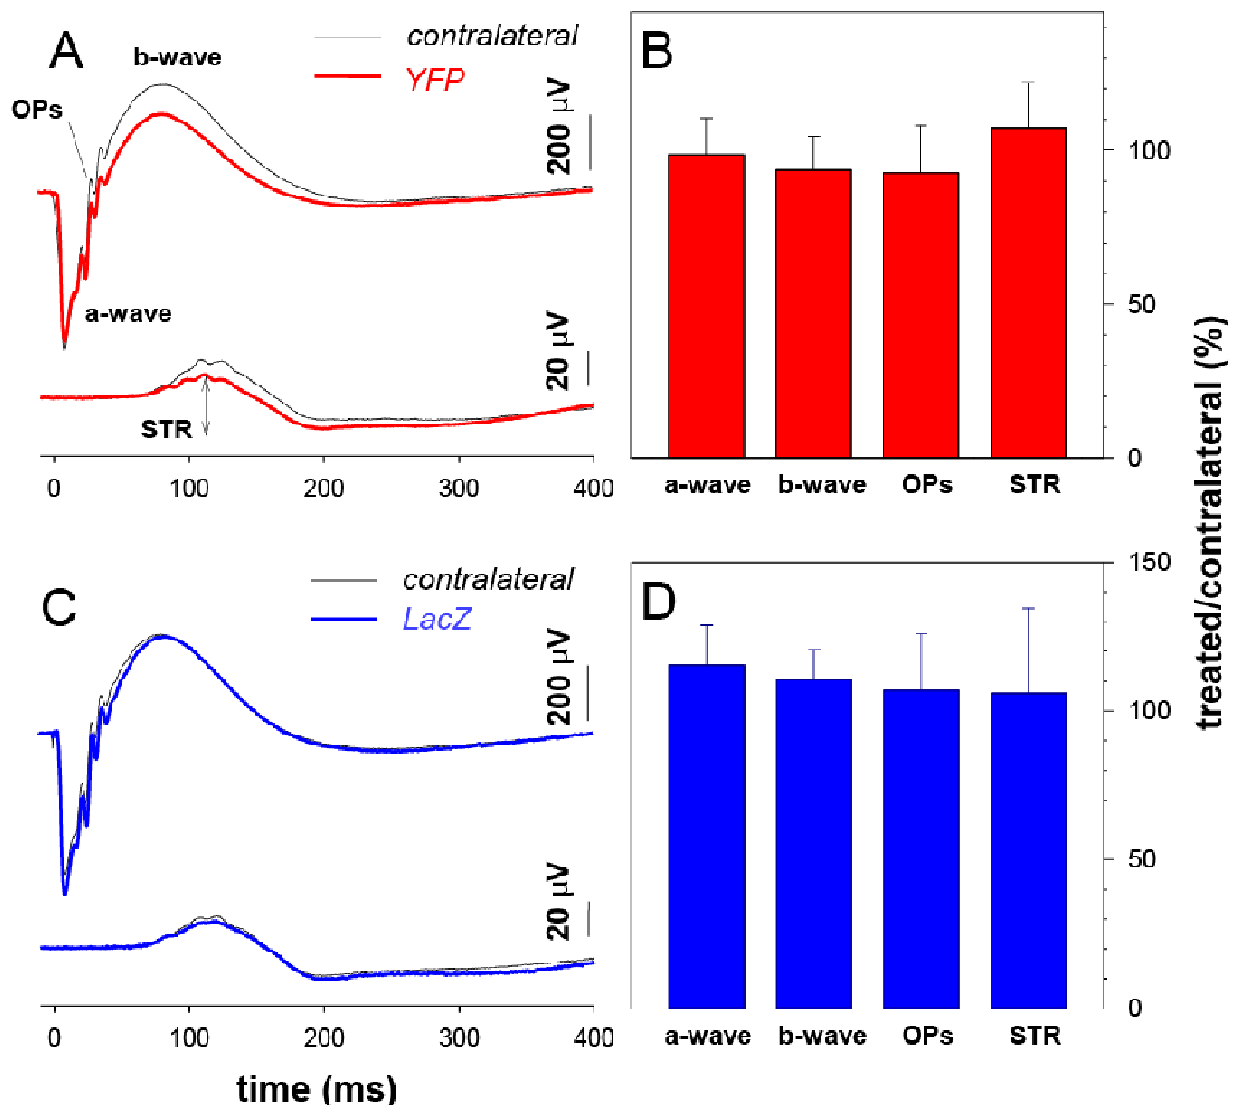 A
b-wave
contralateral
YFP
OPs
200 μV
a-wave
20 μV
STR
0 100 200 300 400
B
100
50
0
a-wave b-wave OPs STR
treated/contralateral (%)
C
contralateral
LacZ
200 μV
20 μV
0 100 200 300 400
time (ms)
D
150
100
50
0
a-wave b-wave OPs STR